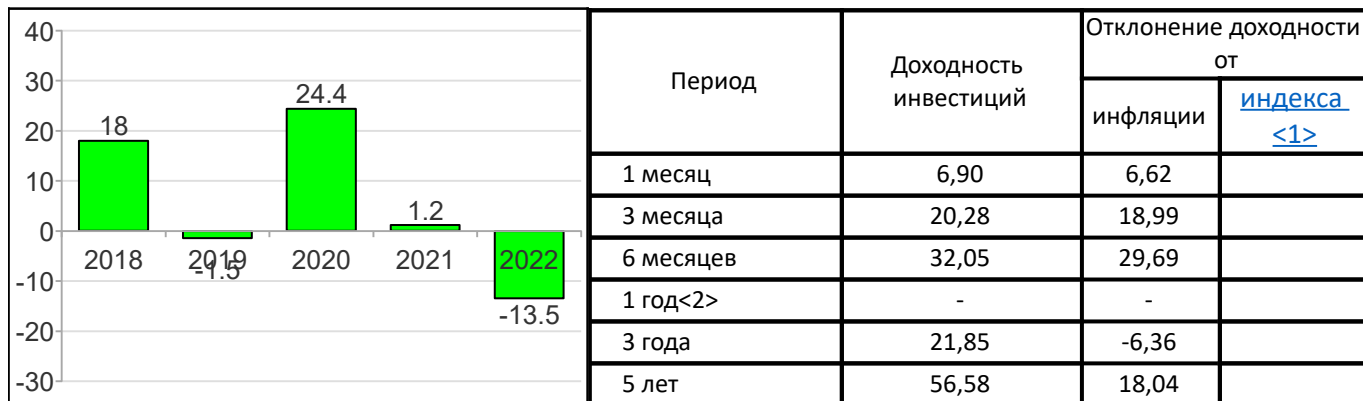 40
30
20
10
0
-10
-20
-30
18
-1.5
24.4
1.2
-13.5
2018 2019 2020 2021 2022
Период
Доходность
инвестиций
Отклонение доходности
от
инфляции
индекса
<1>
1 месяц 6,90 6,62
3 месяца 20,28 18,99
6 месяцев 32,05 29,69
1 год<2> - -
3 года 21,85 -6,36
5 лет 56,58 18,04